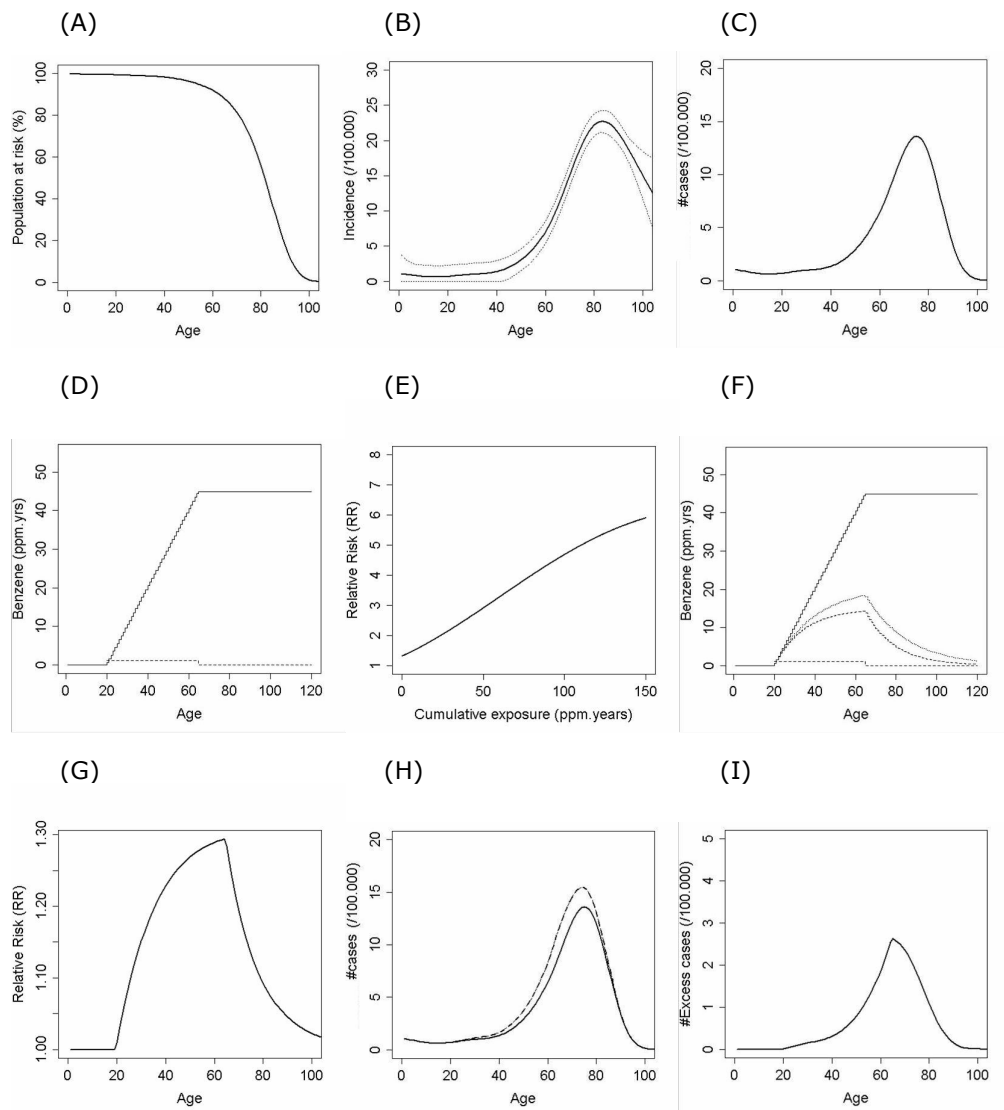 (A)
(B)
(C)
Population at risk (%)
0 20 40 60 80 100
0 20 40 60 80 100
Age
Incidence (/100.000)
0 5 10 15 20 25 30
0 20 40 60 80 100
Age
#cases (/100.000)
0 5 10 15 20
0 20 40 60 80 100
Age
(D)
(E)
(F)
Benzene (ppm.yrs)
0 10 20 30 40 50
0 20 40 60 80 100 120
Age
Relative Risk (RR)
1 2 3 4 5 6 7 8
0 50 100 150
Cumulative exposure (ppm.years)
Benzene (ppm.yrs)
0 10 20 30 40 50
0 20 40 60 80 100 120
Age
(G)
(H)
(I)
Relative Risk (RR)
1.00 1.10 1.20 1.30
0 20 40 60 80 100
Age
#cases (/100.000)
0 5 10 15 20
0 20 40 60 80 100
Age
#Excess cases (/100.000)
0 1 2 3 4 5
0 20 40 60 80 100
Age